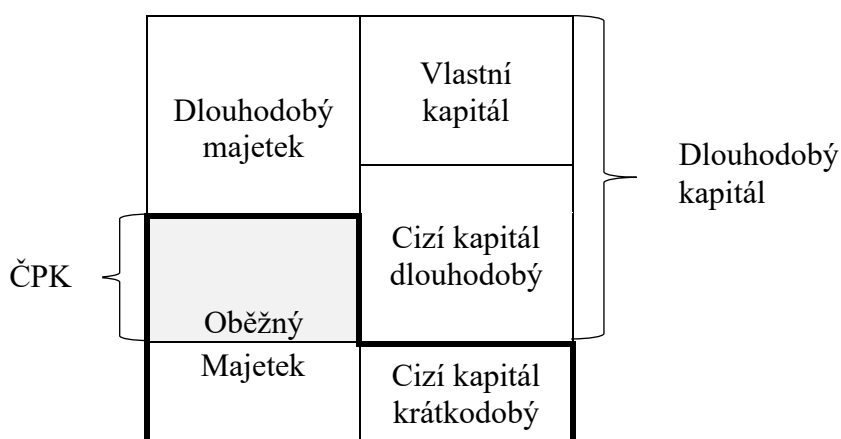 Vlastní
kapitál
Dlouhodobý
majetek
Dlouhodobý
kapitál
Cizí kapitál
dlouhodobý
ČPK
Oběžný
Majetek
Cizí kapitál
krátkodobý